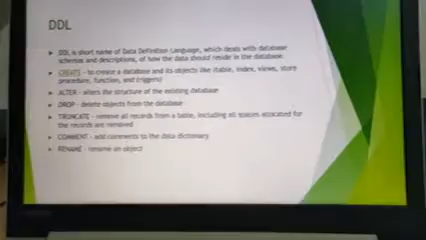 DDL
DDL is short name of Data Definition Language, which deals with database
schemas and descriptions, of how the data should reside in the database.
CREATE - to create a database and its objects like (table, index, views, store
procedure, function, and triggers)
ALTER - alters the structure of the existing database
DROP - delete objects from the database
TRUNCATE - remove all records from a table, including all spaces allocated for
the records are removed
COMMENT - add comments to the data dictionary
RENAME - rename an object